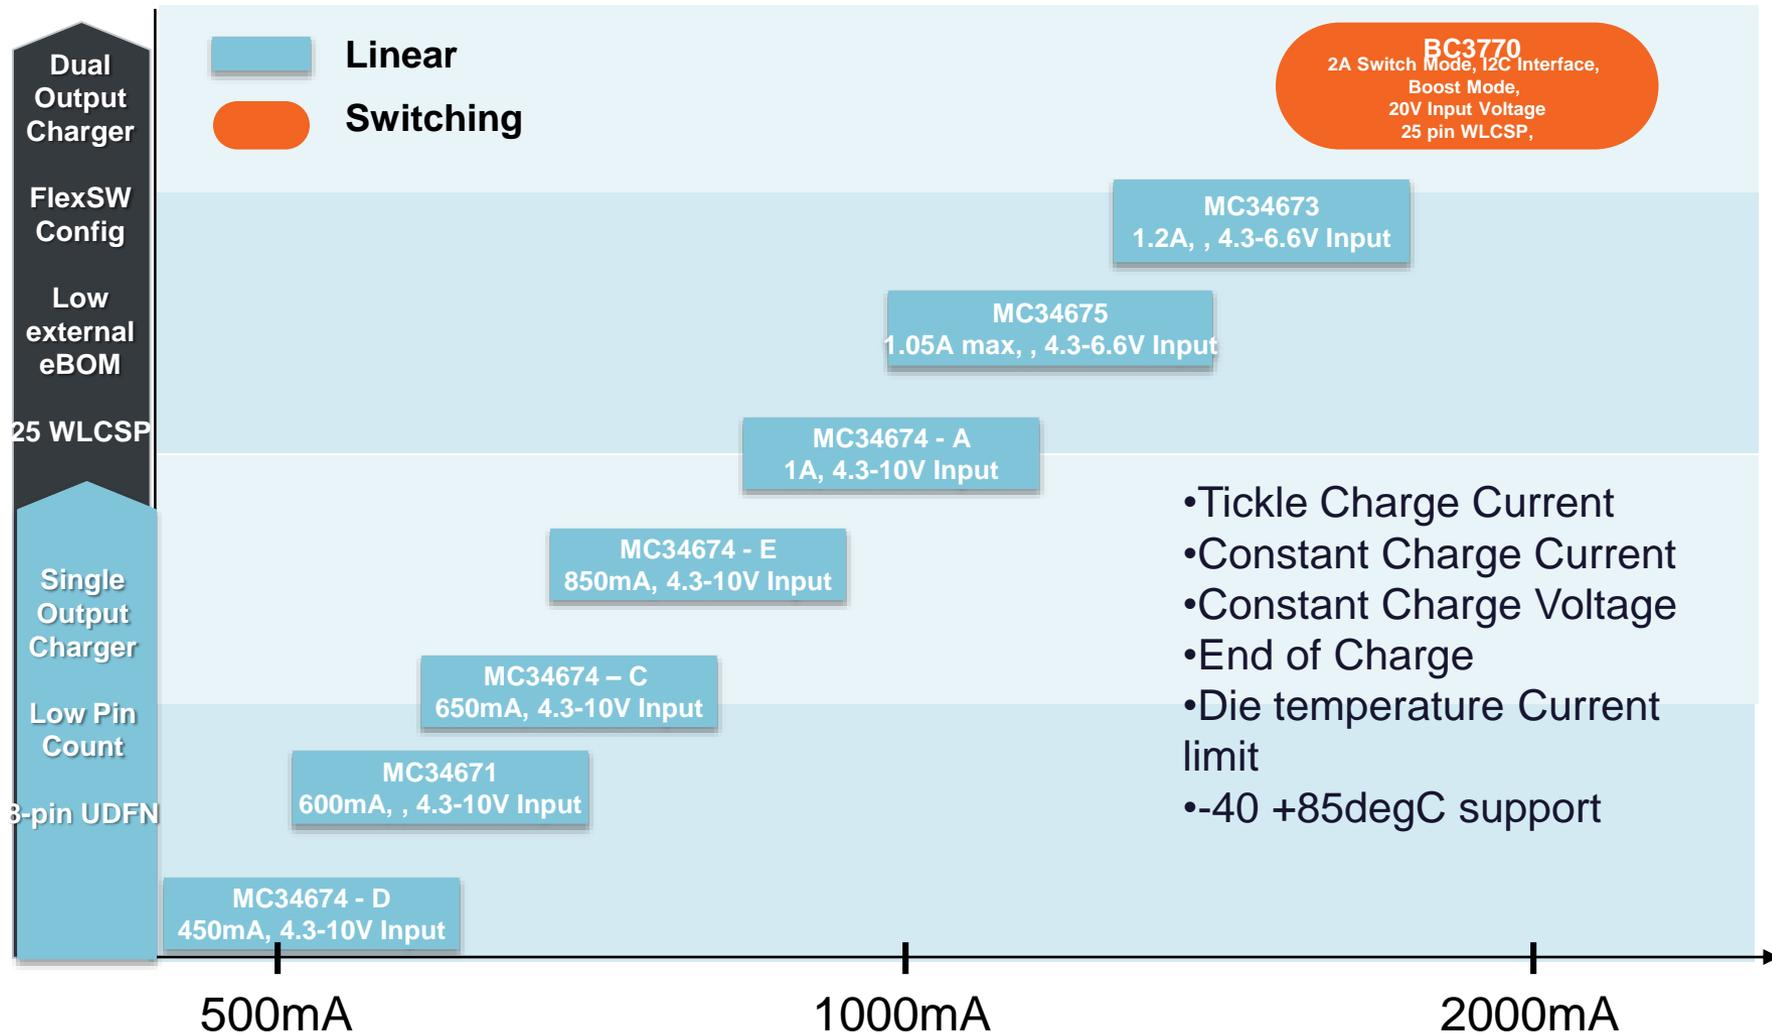 Dual
Output
Charger
FlexSW
Config
Low
external
eBOM
25 WLCSP
Single
Output
Charger
Low Pin
Count
8-pin UDFN
Linear
Switching
BC3770
2A Switch Mode, I2C Interface,
Boost Mode,
20V Input Voltage
25 pin WLCSP,
MC34673
1.2A, , 4.3-6.6V Input
MC34675
1.05A max, , 4.3-6.6V Input
MC34674 - A
1A, 4.3-10V Input
MC34674 - E
850mA, 4.3-10V Input
MC34674 – C
650mA, 4.3-10V Input
MC34671
600mA, , 4.3-10V Input
MC34674 - D
450mA, 4.3-10V Input
•Tickle Charge Current
•Constant Charge Current
•Constant Charge Voltage
•End of Charge
•Die temperature Current
limit
•-40 +85degC support
500mA
1000mA
2000mA